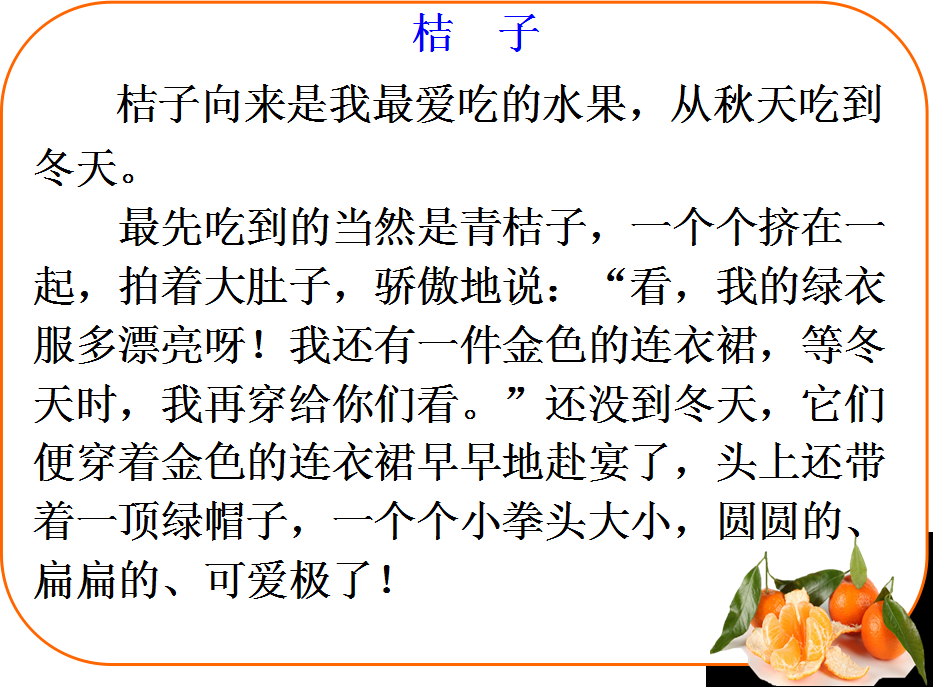 桔 子
桔子向来是我最爱吃的水果，从秋天吃到
冬天。
最先吃到的当然是青桔子，一个个挤在一
起，拍着大肚子，骄傲地说：“看，我的绿衣
服多漂亮呀！我还有一件金色的连衣裙，等冬
天时，我再穿给你们看。”还没到冬天，它们
便穿着金色的连衣裙早早地赴宴了，头上还带
着一顶绿帽子，一个个小拳头大小，圆圆的、
扁扁的、可爱极了！